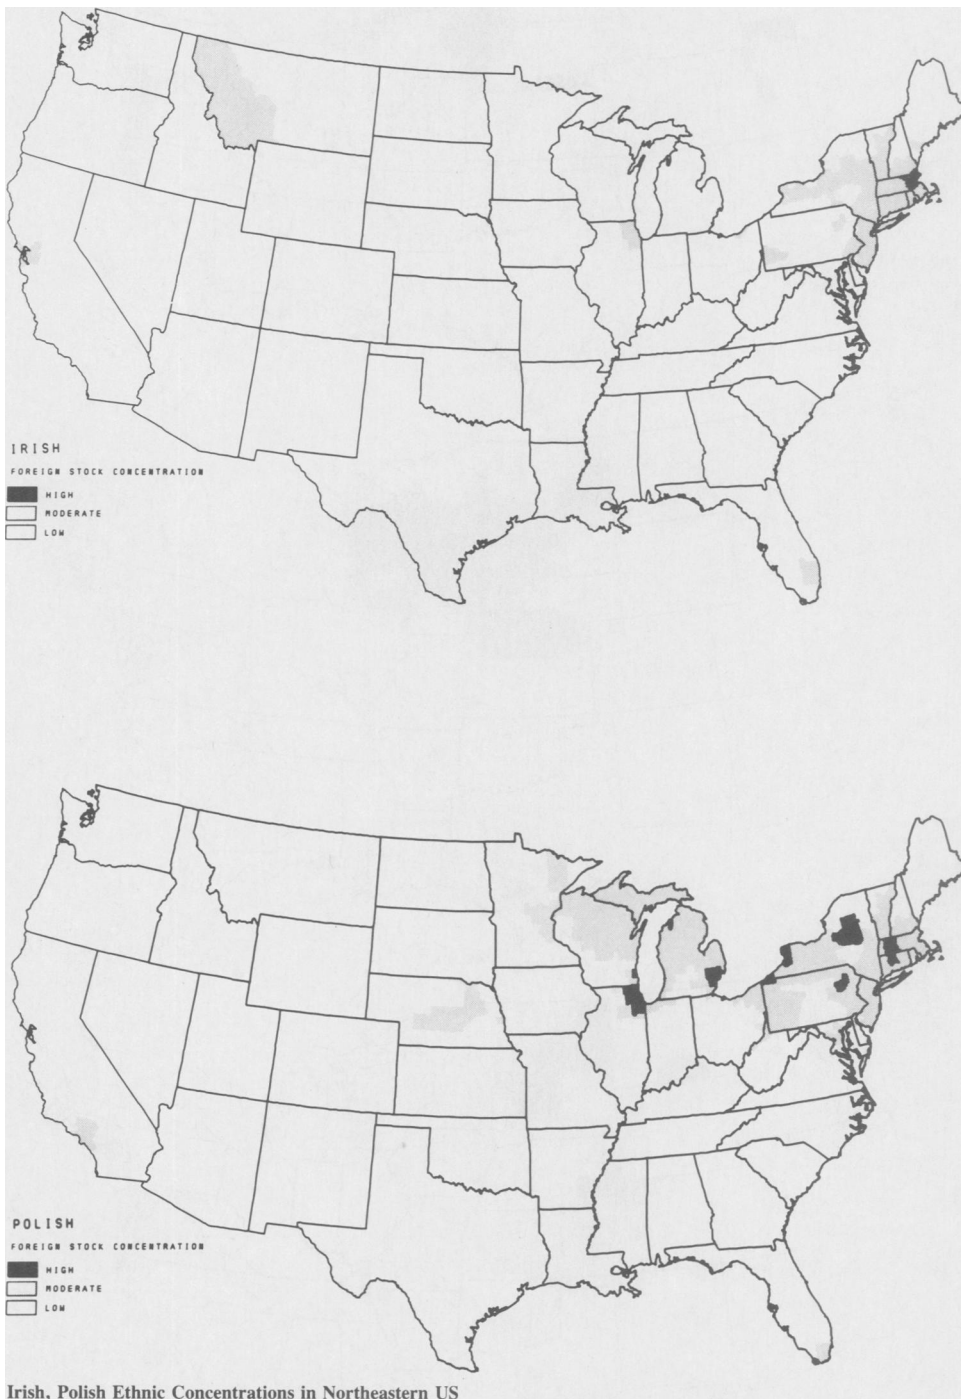 IRISH
FOREIGN STOCK CONCENTRATION
HIGH
MODERATE
LOW
POLISH
FOREIGN STOCK CONCENTRATION
HIGH
MODERATE
LOW
Irish, Polish Ethnic Concentrations in Northeastern US